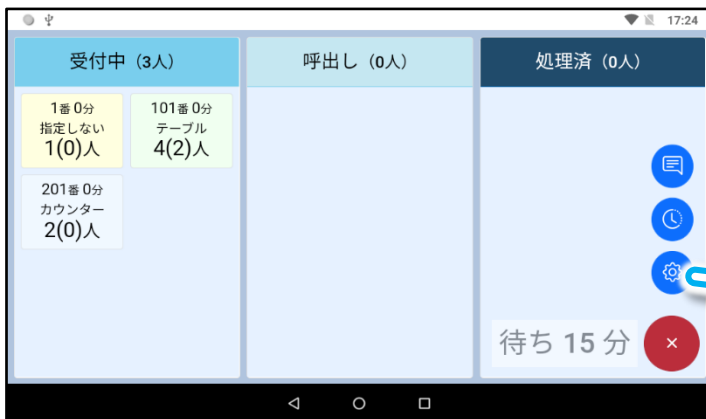 17:24
受付中（3人）
1番 0分
指定しない
1(0)人
101番 0分
テーブル
4(2)人
201番 0分
カウンター
2(0)人
呼出し（0人）
処理済（0人）
待ち 15 分